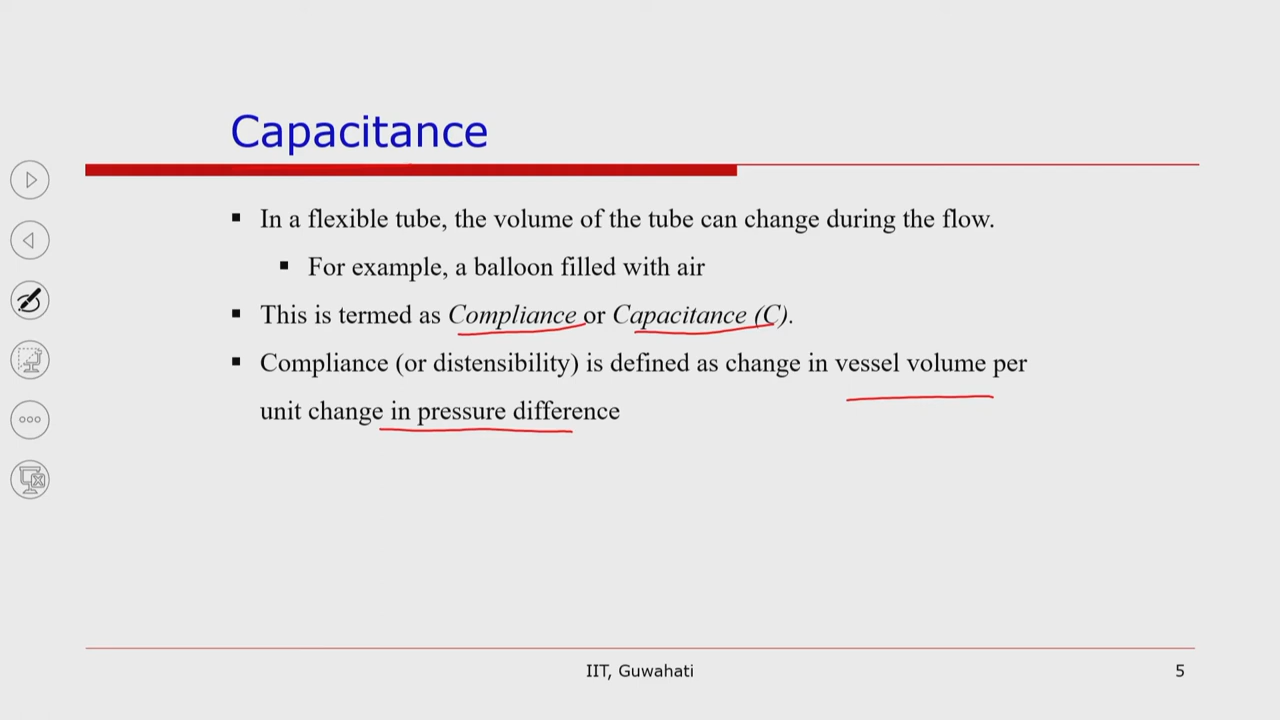 Capacitance
▪ In a flexible tube, the volume of the tube can change during the flow.
▪ For example, a balloon filled with air
▪ This is termed as Compliance or Capacitance (C).
▪ Compliance (or distensibility) is defined as change in vessel volume per
unit change in pressure difference
IIT, Guwahati
5